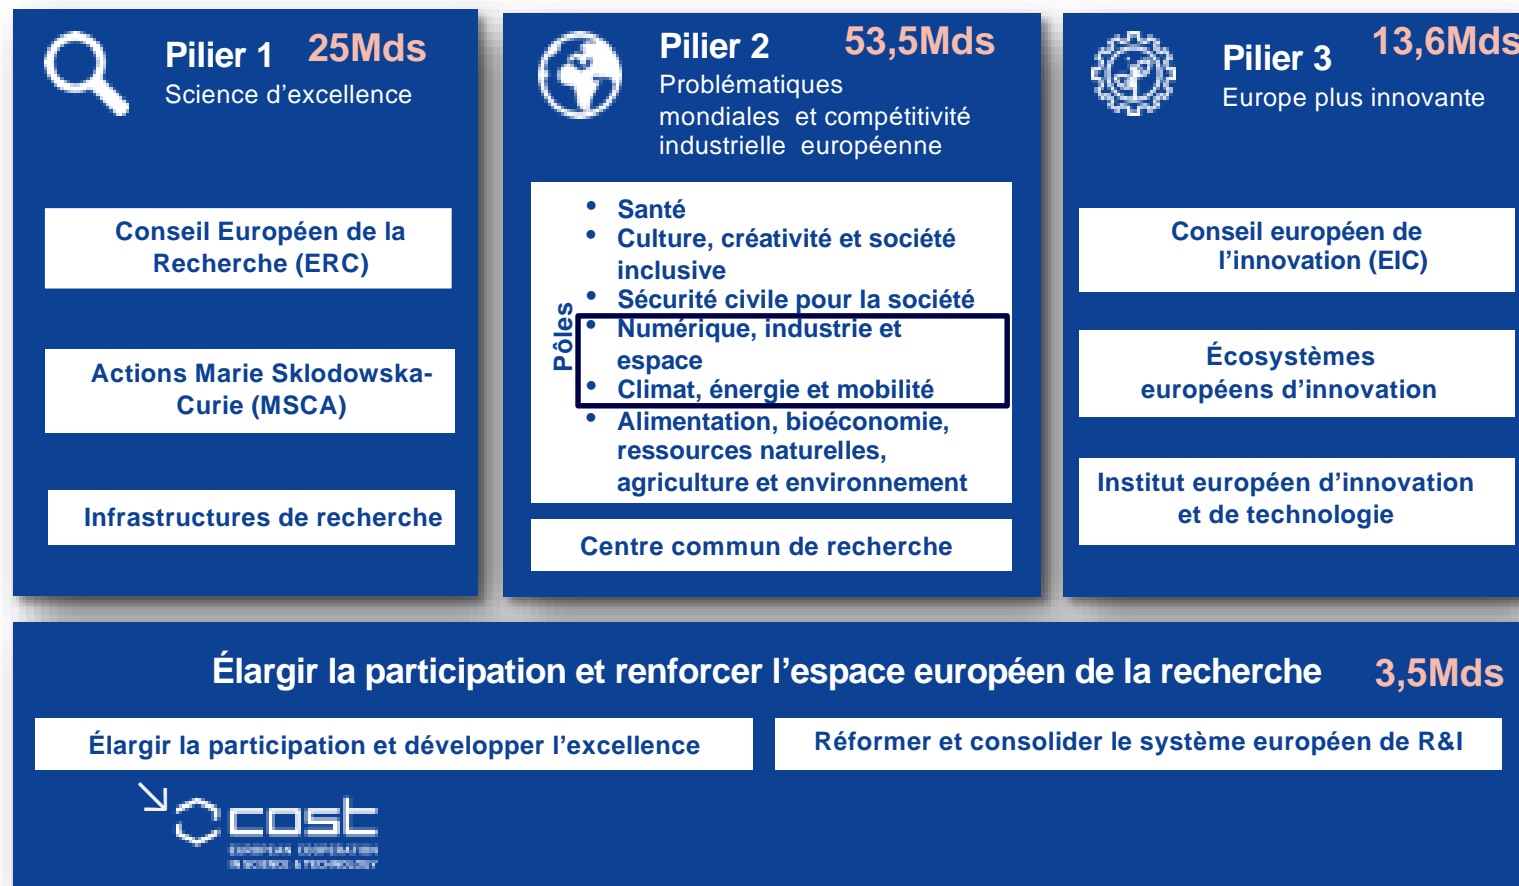 Pilier 1 25Mds
Science d’excellence
Conseil Européen de la
Recherche (ERC)
Actions Marie Sklodowska-
Curie (MSCA)
Infrastructures de recherche
Pilier 2 53,5Mds
Problématiques
mondiales et compétitivité
industrielle européenne
Pôles
• Santé
• Culture, créativité et société
inclusive
• Sécurité civile pour la société
• Numérique, industrie et
espace
• Climat, énergie et mobilité
• Alimentation, bioéconomie,
ressources naturelles,
agriculture et environnement
Centre commun de recherche
Pilier 3 13,6Mds
Europe plus innovante
Conseil européen de
l’innovation (EIC)
Écosystèmes
européens d’innovation
Institut européen d’innovation
et de technologie
Élargir la participation et renforcer l’espace européen de la recherche 3,5Mds
Élargir la participation et développer l’excellence
Réformer et consolider le système européen de R&I
cost
EUROPEAN COOPERATION
IN SCIENCE & TECHNOLOGY